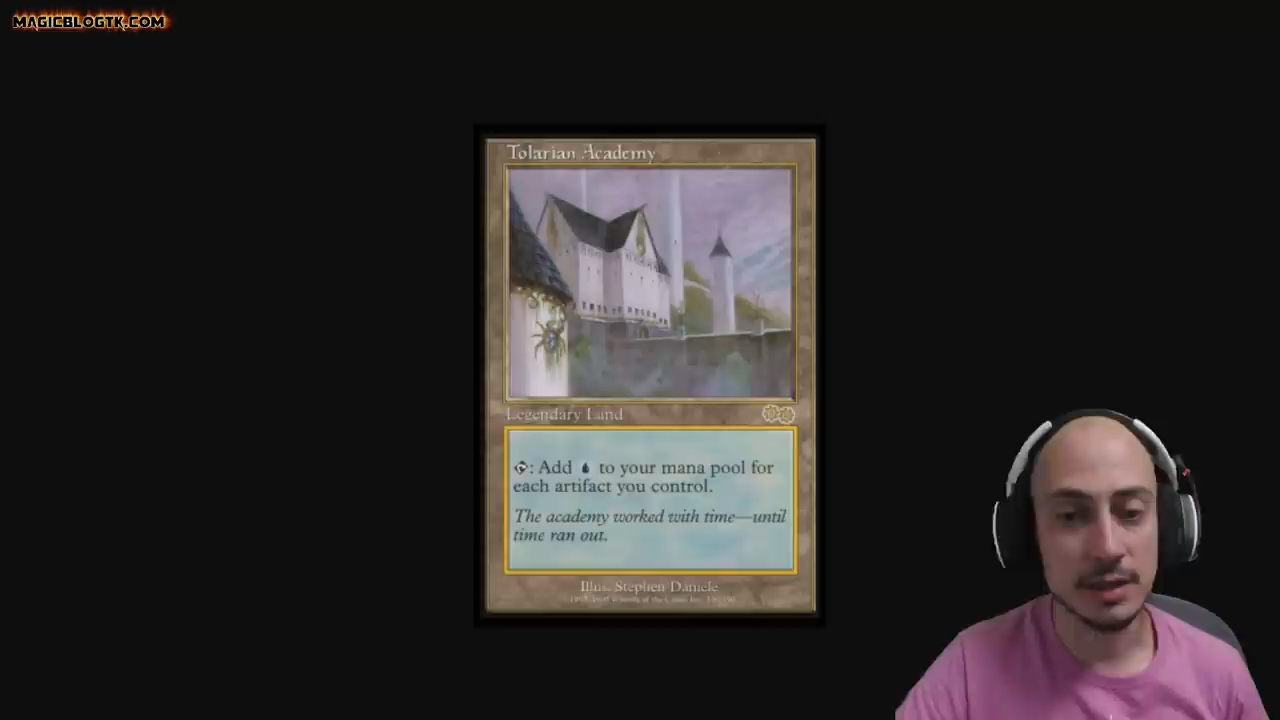 MAGICBLOGTK.COM
Tolarian Academy
Legendary Land
: Add to your mana pool for
each artifact you control.
The academy worked with time—until
time ran out.
Illus. Stephen Daniele